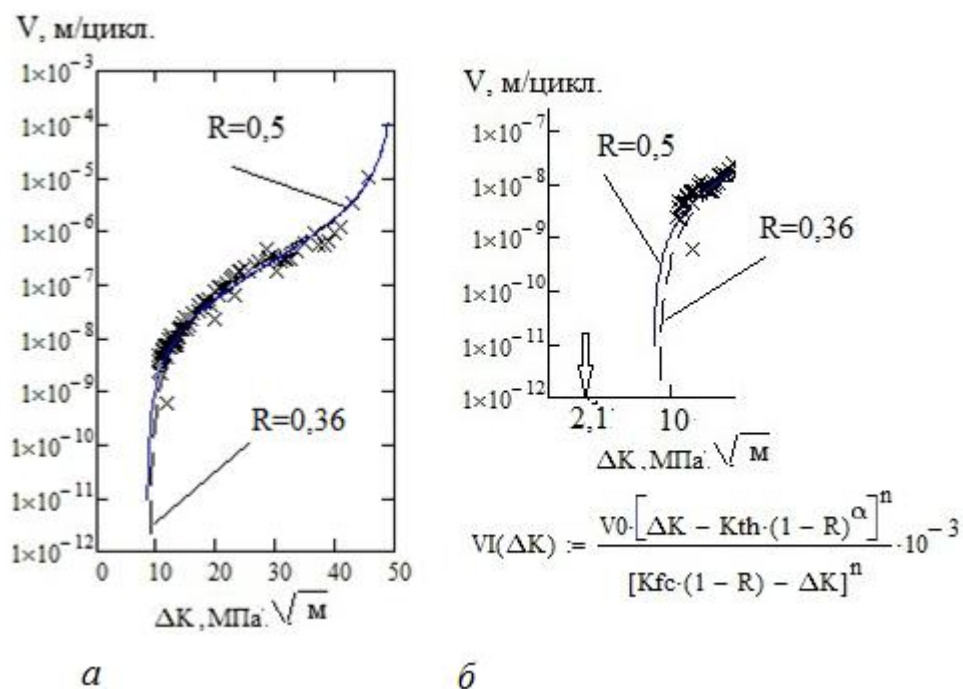 V, м/цикл.
1×10⁻³
1×10⁻⁴
1×10⁻⁵
1×10⁻⁶
1×10⁻⁷
1×10⁻⁸
1×10⁻⁹
1×10⁻¹⁰
1×10⁻¹¹
1×10⁻¹²
R=0,5
R=0,36
0 10 20 30 40 50
ΔK ,МПа. √м
а
V, м/цикл.
1×10⁻⁷
1×10⁻⁸
1×10⁻⁹
1×10⁻¹⁰
1×10⁻¹¹
1×10⁻¹²
R=0,5
R=0,36
2,1 10
ΔK ,МПа. √м
VI(ΔK) := V0·[ΔK − Kth·(1 − R)^α]^n / [Kfc·(1 − R) − ΔK]^n ·10⁻³
б